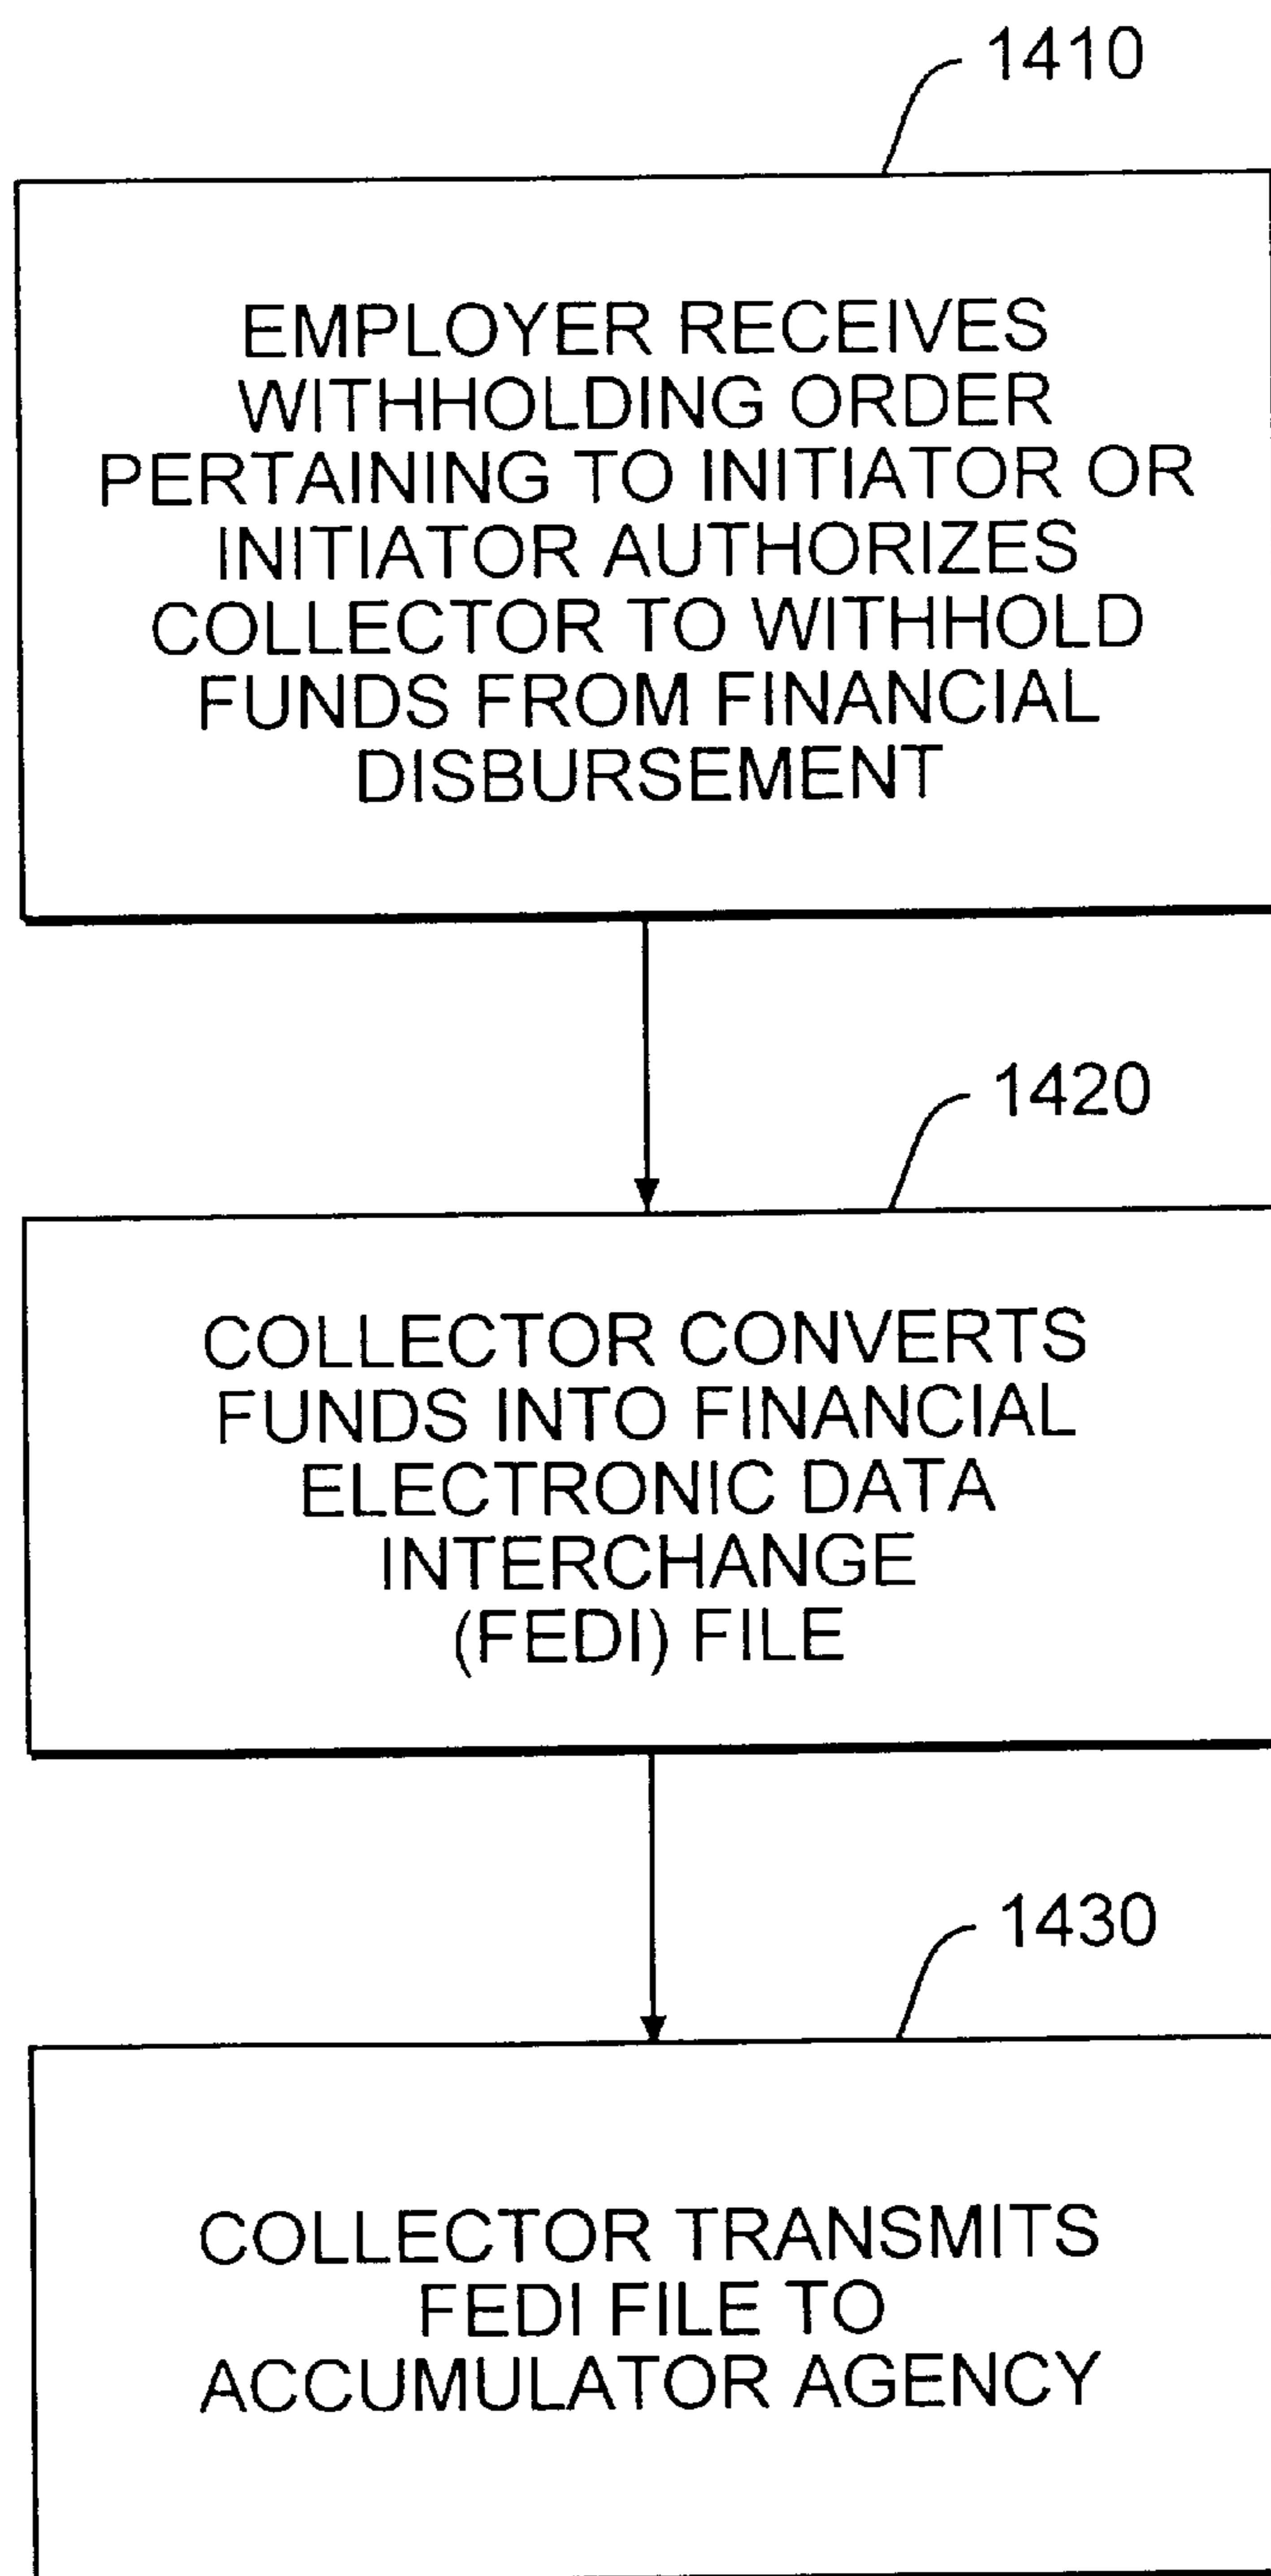 1410
EMPLOYER RECEIVES
WITHHOLDING ORDER
PERTAINING TO INITIATOR OR
INITIATOR AUTHORIZES
COLLECTOR TO WITHHOLD
FUNDS FROM FINANCIAL
DISBURSEMENT
1420
COLLECTOR CONVERTS
FUNDS INTO FINANCIAL
ELECTRONIC DATA
INTERCHANGE
(FEDI) FILE
1430
COLLECTOR TRANSMITS
FEDI FILE TO
ACCUMULATOR AGENCY